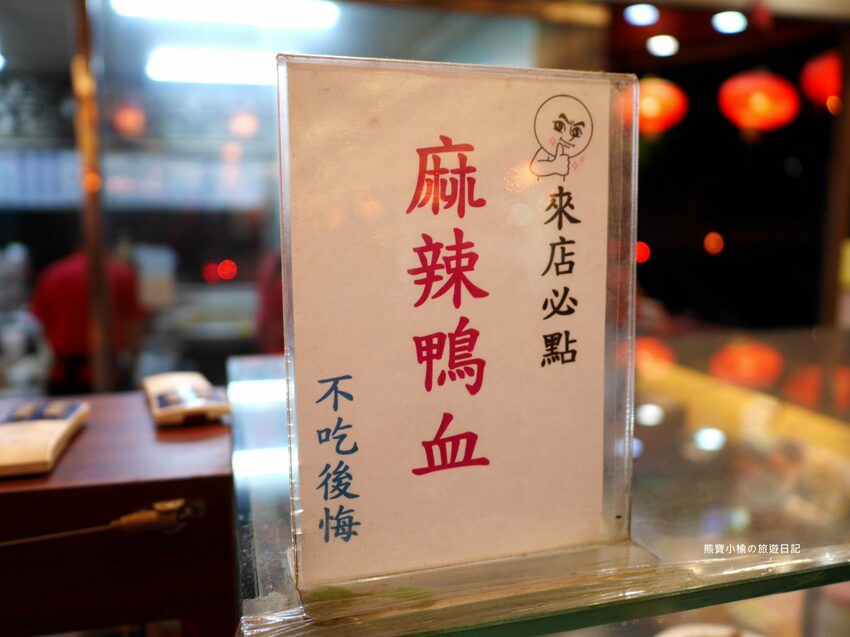 來店必點
麻辣鴨血
不吃後悔
熊寶小榆の旅遊日記